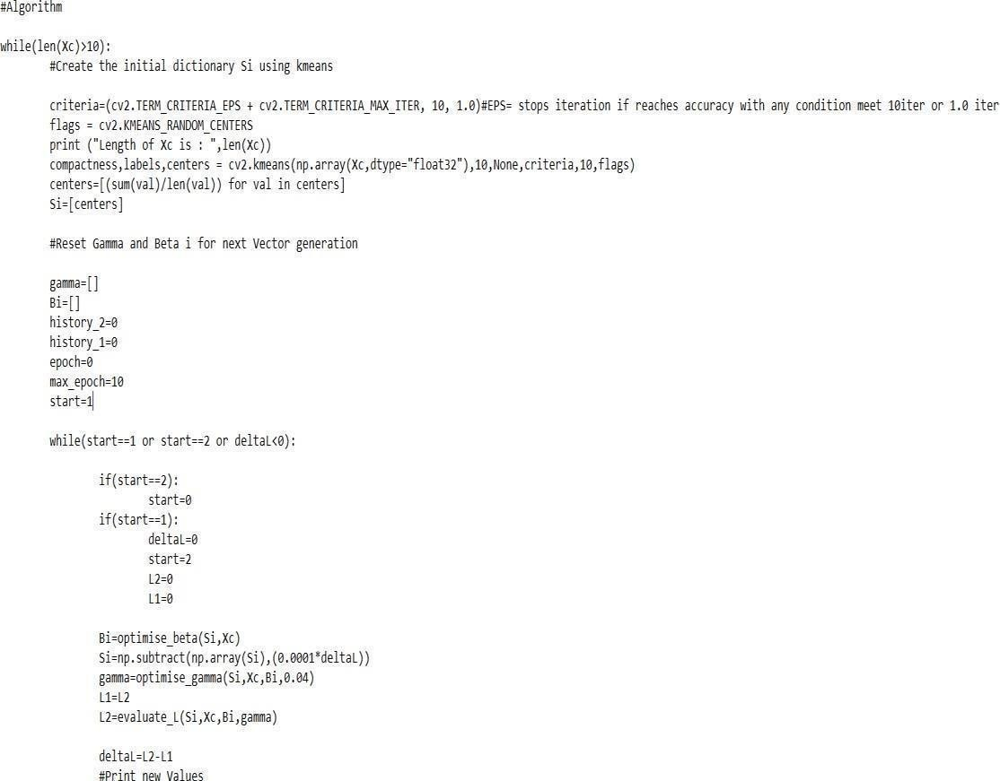 #Algorithm
while(len(Xc)>10):
#Create the initial dictionary Si using kmeans
criteria=(cv2.TERM_CRITERIA_EPS + cv2.TERM_CRITERIA_MAX_ITER, 10, 1.0)#EPS= stops iteration if reaches accuracy with any condition meet 10iter or 1.0 iter
flags = cv2.KMEANS_RANDOM_CENTERS
print ("Length of Xc is : ",len(Xc))
compactness,labels,centers = cv2.kmeans(np.array(Xc,dtype="float32"),10,None,criteria,10,flags)
centers=[(sum(val)/len(val)) for val in centers]
Si=[centers]
#Reset Gamma and Beta i for next Vector generation
gamma=[]
Bi=[]
history_2=0
history_1=0
epoch=0
max_epoch=10
start=1
while(start==1 or start==2 or deltaL<0):
if(start==2):
start=0
if(start==1):
deltaL=0
start=2
L2=0
L1=0
Bi=optimise_beta(Si,Xc)
Si=np.subtract(np.array(Si),(0.0001*deltaL))
gamma=optimise_gamma(Si,Xc,Bi,0.04)
L1=L2
L2=evaluate_L(Si,Xc,Bi,gamma)
deltaL=L2-L1
#Print new Values